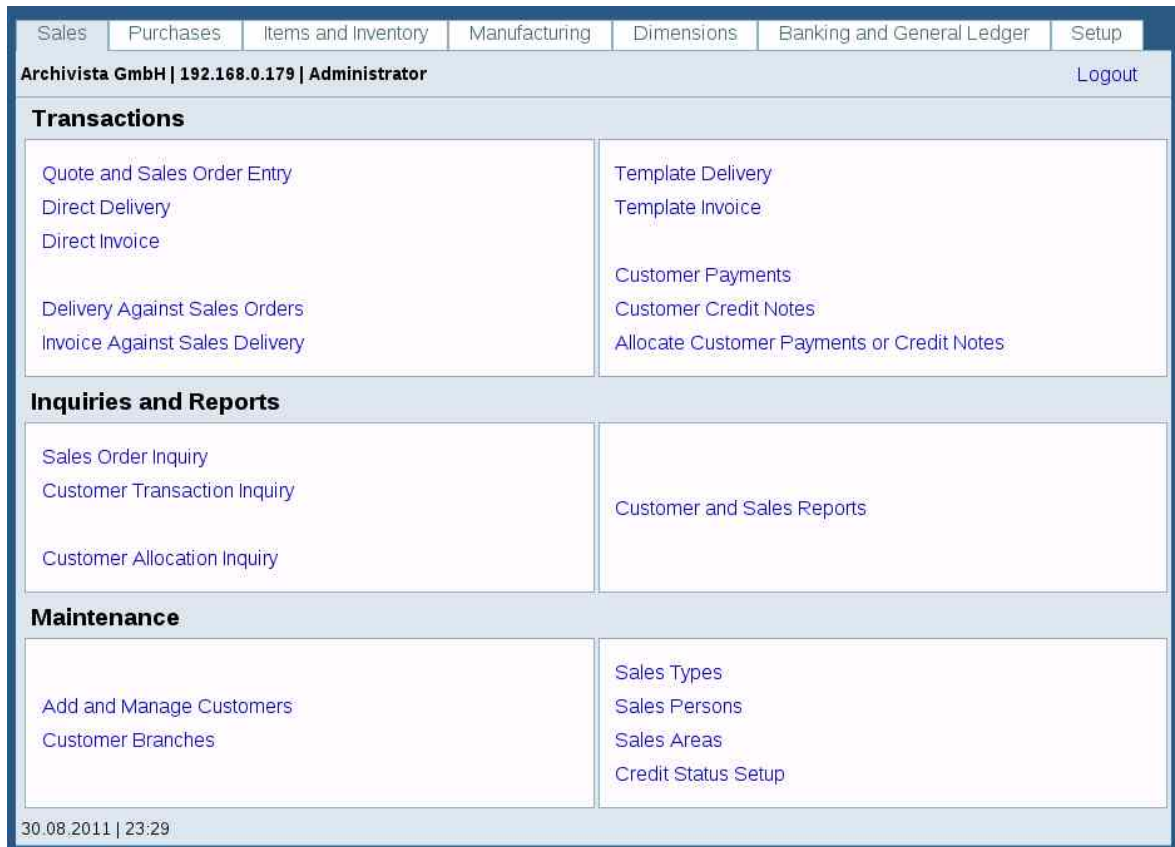 Sales Purchases Items and Inventory Manufacturing Dimensions Banking and General Ledger Setup
Archivista GmbH | 192.168.0.179 | Administrator Logout
Transactions
Quote and Sales Order Entry
Direct Delivery
Direct Invoice
Delivery Against Sales Orders
Invoice Against Sales Delivery
Template Delivery
Template Invoice
Customer Payments
Customer Credit Notes
Allocate Customer Payments or Credit Notes
Inquiries and Reports
Sales Order Inquiry
Customer Transaction Inquiry
Customer Allocation Inquiry
Customer and Sales Reports
Maintenance
Add and Manage Customers
Customer Branches
Sales Types
Sales Persons
Sales Areas
Credit Status Setup
30.08.2011 | 23:29